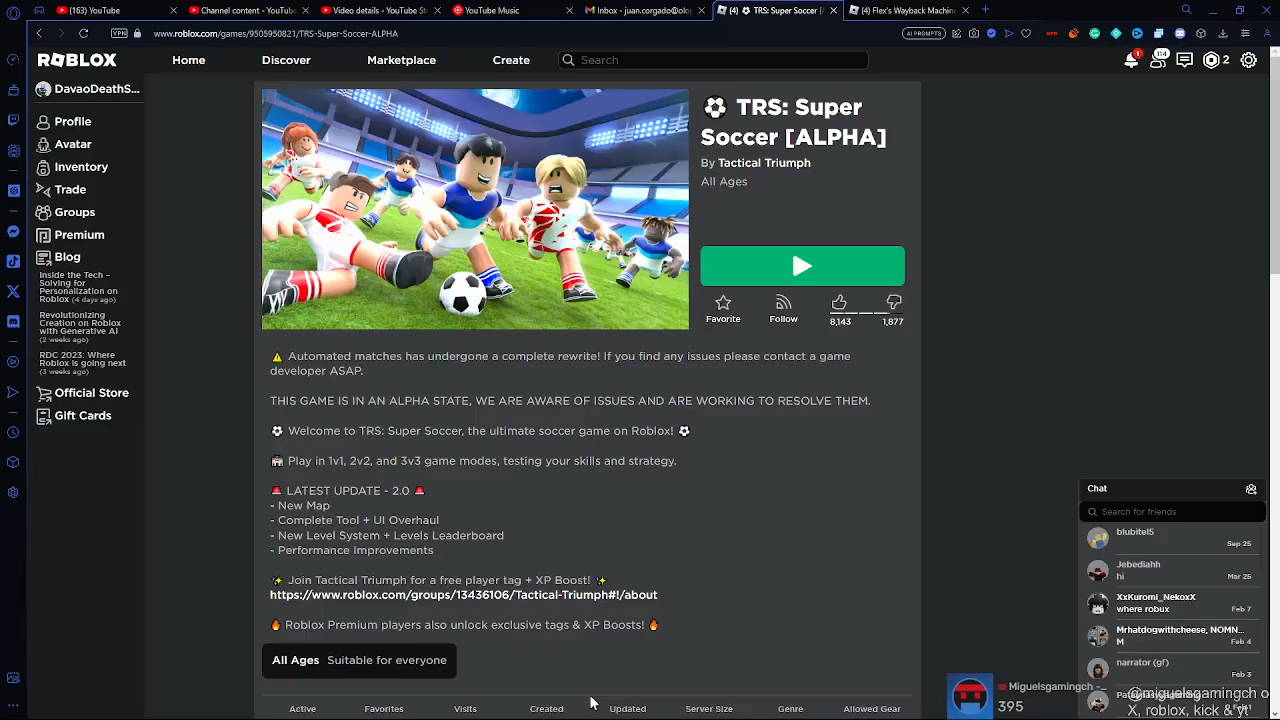 (163) YouTube
Channel content - YouTube
Video details - YouTube St
YouTube Music
Inbox - juan.corgado@olo
(4) ⚽ TRS: Super Soccer [A
(4) Flex's Wayback Machin
VPN www.roblox.com/games/9505950821/TRS-Super-Soccer-ALPHA
AI PROMPTS
ROBLOX
Home
Discover
Marketplace
Create
Search
1
114
2
DavaoDeathS...
Profile
Avatar
Inventory
Trade
Groups
Premium
Blog
Inside the Tech –
Solving for
Personalization on
Roblox (4 days ago)
Revolutionizing
Creation on Roblox
with Generative AI
(2 weeks ago)
RDC 2023: Where
Roblox is going next
(3 weeks ago)
Official Store
Gift Cards
⚽ TRS: Super
Soccer [ALPHA]
By Tactical Triumph
All Ages
Favorite
Follow
8,143
1,877
⚠️ Automated matches has undergone a complete rewrite! If you find any issues please contact a game
developer ASAP.
THIS GAME IS IN AN ALPHA STATE, WE ARE AWARE OF ISSUES AND ARE WORKING TO RESOLVE THEM.
⚽ Welcome to TRS: Super Soccer, the ultimate soccer game on Roblox! ⚽
🏟️ Play in 1v1, 2v2, and 3v3 game modes, testing your skills and strategy.
🚨 LATEST UPDATE - 2.0 🚨
- New Map
- Complete Tool + UI Overhaul
- New Level System + Levels Leaderboard
- Performance Improvements
✨ Join Tactical Triumph for a free player tag + XP Boost! ✨
https://www.roblox.com/groups/13436106/Tactical-Triumph#!/about
🔥 Roblox Premium players also unlock exclusive tags & XP Boosts! 🔥
All Ages Suitable for everyone
Active
Favorites
Visits
Created
Updated
Server Size
Genre
Allowed Gear
Chat
Search for friends
blubitel5
Sep 25
Jebediahh
hi
Mar 25
XxKuromi_NekoxX
where robux
Feb 7
Mrhatdogwithcheese_NOMN...
M
Feb 4
narrator (gf)
Feb 3
Miguelsgamingch -
395
@miguelsgamingch o
X, roblox, kick & yt